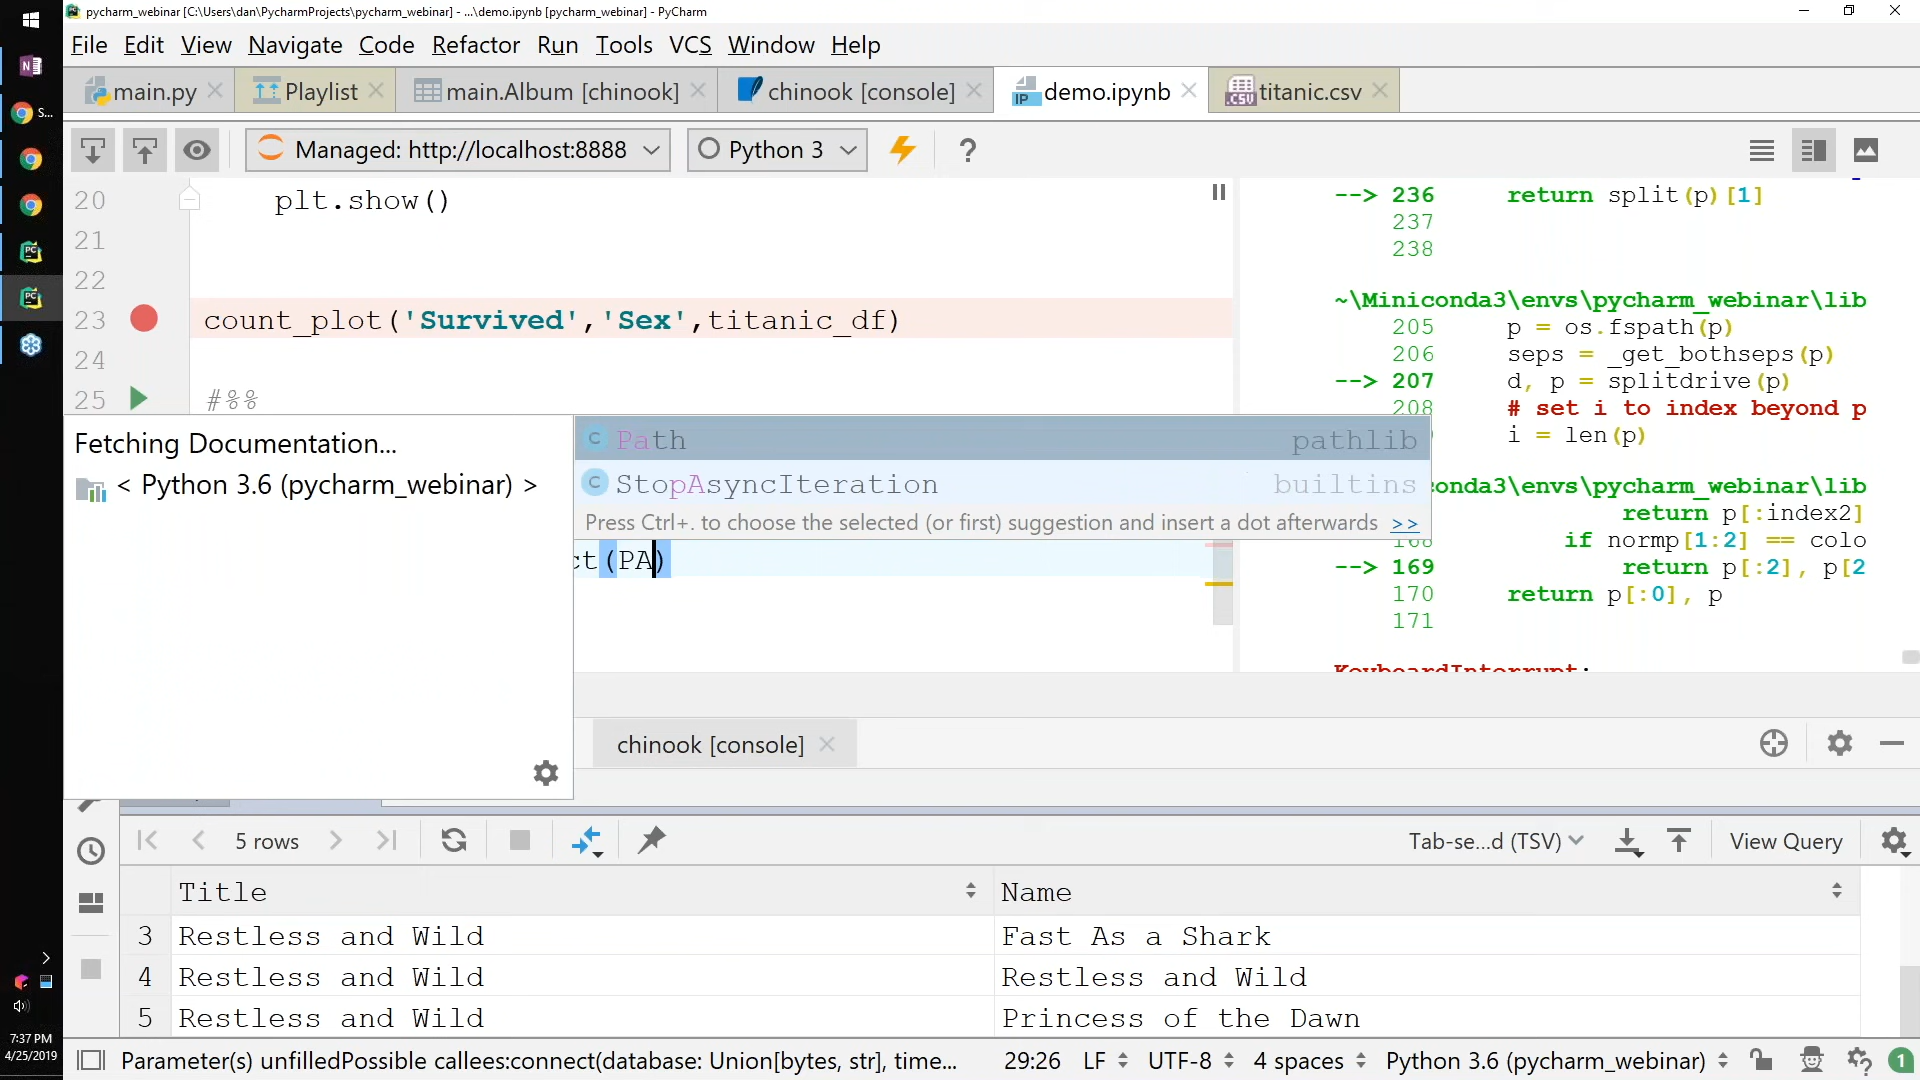 pycharm_webinar [C:\Users\dan\PycharmProjects\pycharm_webinar] - ...\demo.ipynb [pycharm_webinar] - PyCharm
File Edit View Navigate Code Refactor Run Tools VCS Window Help
main.py Playlist main.Album [chinook] chinook [console] demo.ipynb titanic.csv
Managed: http://localhost:8888 Python 3 ?
20 plt.show()
21
22
23 count_plot('Survived','Sex',titanic_df)
24
25 #%%
--> 236 return split(p)[1]
237
238
~\Miniconda3\envs\pycharm_webinar\lib
205 p = os.fspath(p)
206 seps = _get_bothseps(p)
--> 207 d, p = splitdrive(p)
208 # set i to index beyond p
i = len(p)
onda3\envs\pycharm_webinar\lib
return p[:index2]
168 if normp[1:2] == colo
--> 169 return p[:2], p[2
170 return p[:0], p
171
KeyboardInterrupt:
Fetching Documentation...
< Python 3.6 (pycharm_webinar) >
Path pathlib
StopAsyncIteration builtins
Press Ctrl+. to choose the selected (or first) suggestion and insert a dot afterwards >>
ct(PA)
chinook [console]
5 rows Tab-se...d (TSV) View Query
Title Name
3 Restless and Wild Fast As a Shark
4 Restless and Wild Restless and Wild
5 Restless and Wild Princess of the Dawn
Parameter(s) unfilledPossible callees:connect(database: Union[bytes, str], time... 29:26 LF UTF-8 4 spaces Python 3.6 (pycharm_webinar) 1
S...
7:37 PM
4/25/2019